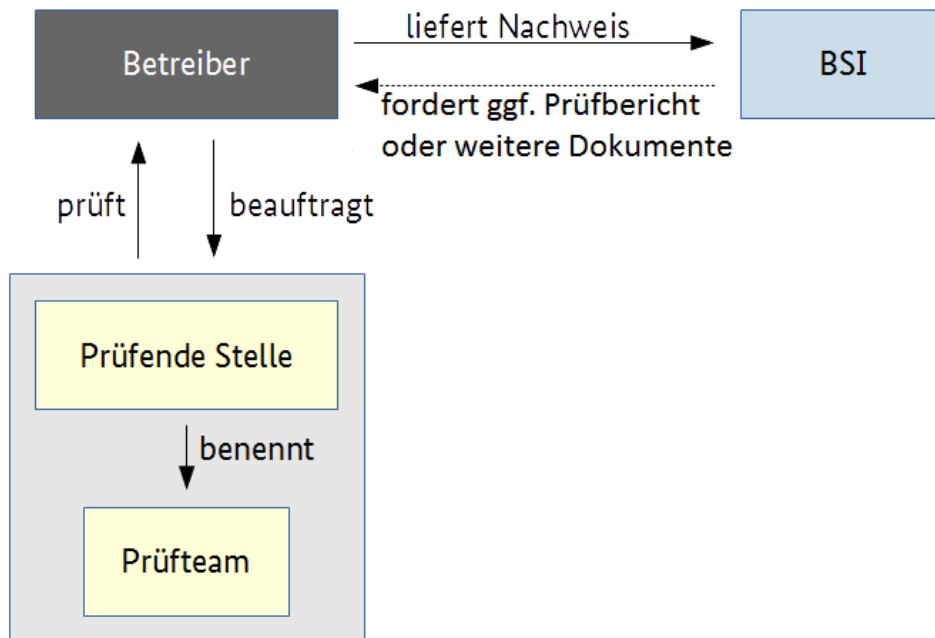 Betreiber
liefert Nachweis
BSI
fordert ggf. Prüfbericht
oder weitere Dokumente
prüft
beauftragt
Prüfende Stelle
benennt
Prüfteam